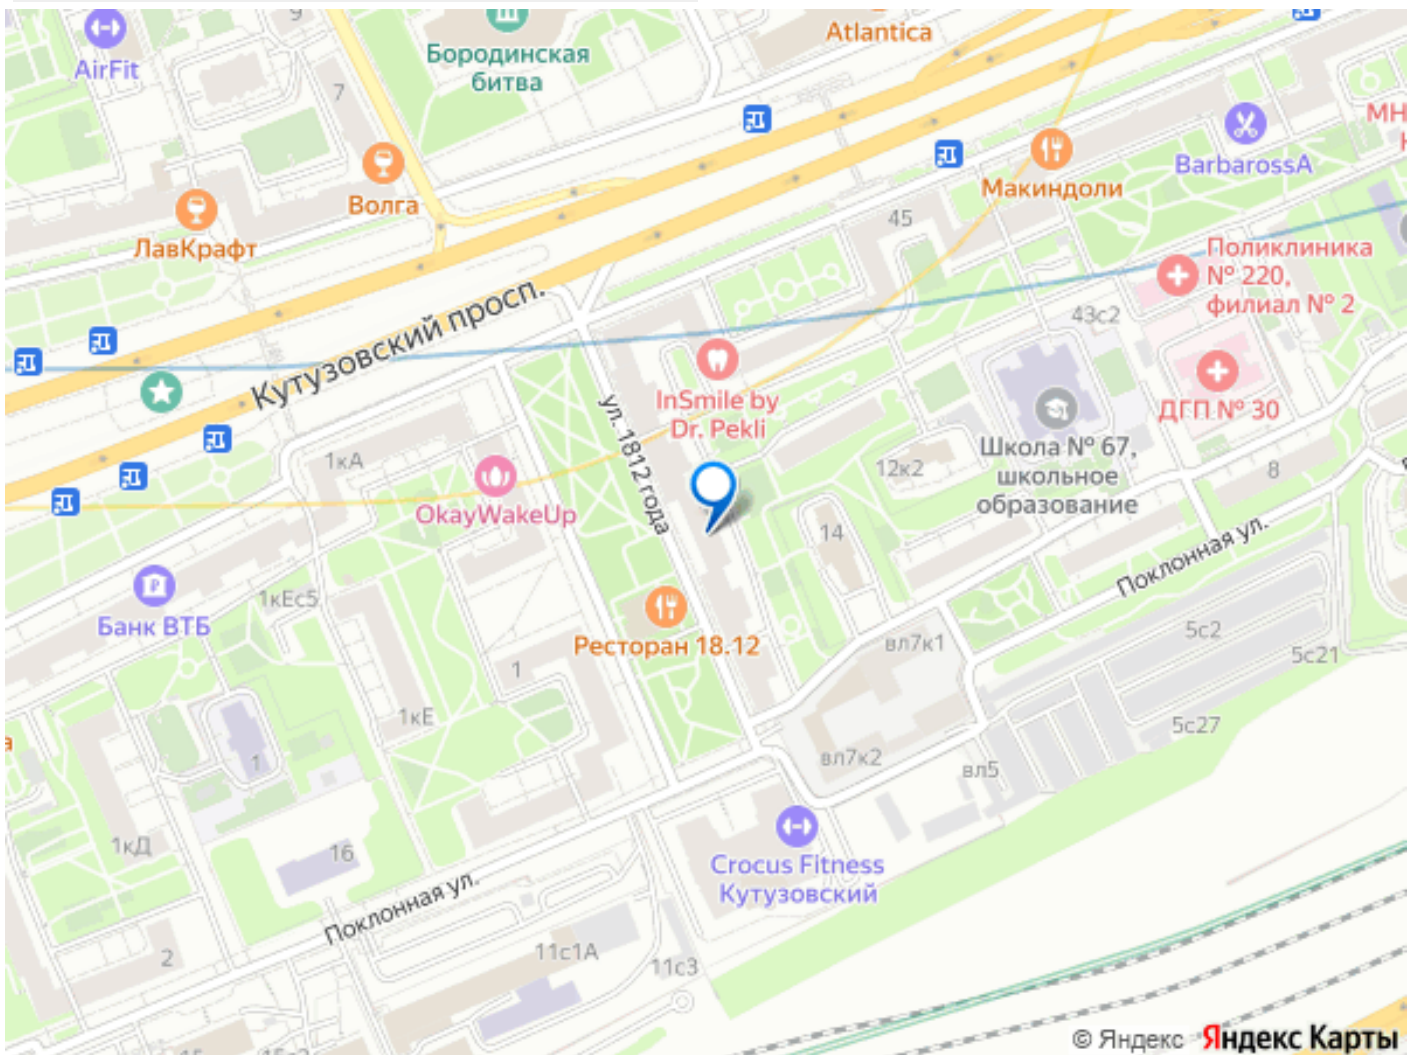 9
AirFit
Бородинская
битва
Atlantica
7
Волга
ЛавКрафт
BarbarossA
Макиндоли
45
Поликлиника
№ 220,
филиал № 2
Кутузовский просп.
43с2
InSmile by
Dr. Pekli
ДГП № 30
ул. 1812 года
Школа № 67,
школьное
образование
1кА
12к2
8
OkayWakeUp
14
Поклонная ул.
1кЕс5
Банк ВТБ
Ресторан 18.12
вл7к1
5с2
5с21
1
1кЕ
5с27
вл7к2
вл5
1
1кД
16
Crocus Fitness
Кутузовский
Поклонная ул.
2
11с1А
11с3
© Яндекс Яндекс Карты